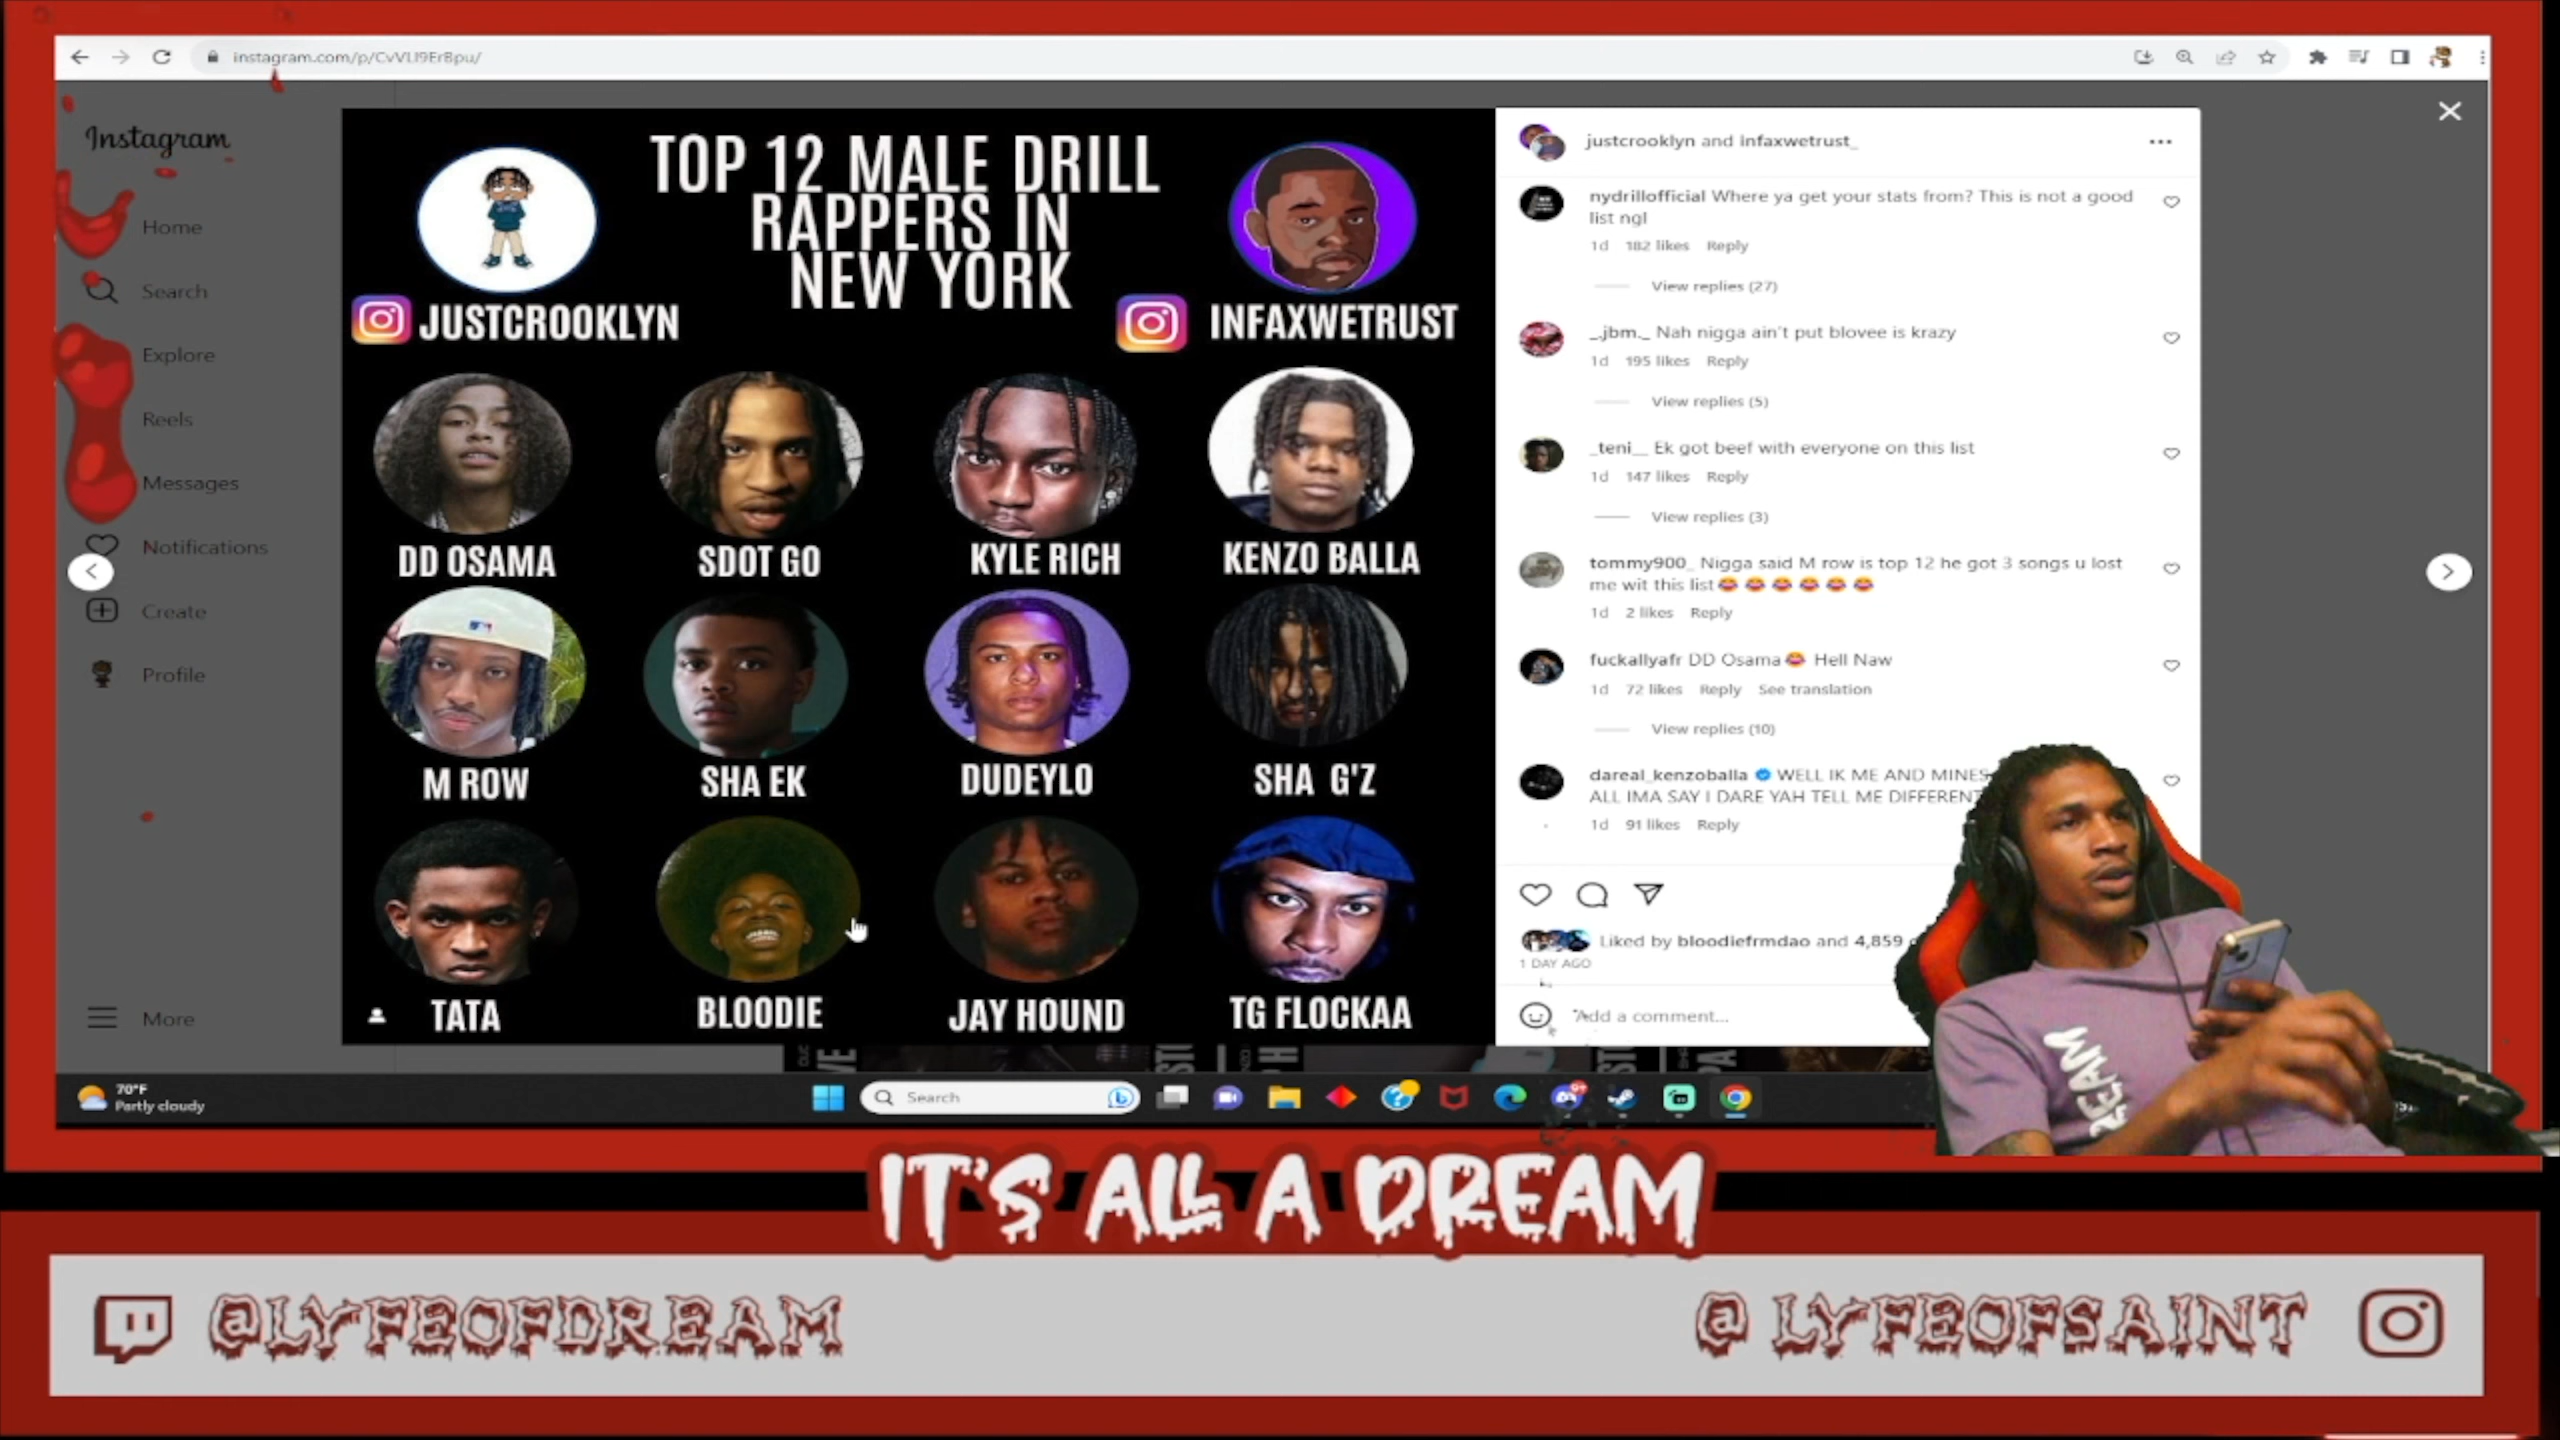 instagram.com/p/CvVLl9ErBpu/
Instagram
Home
Search
Explore
Reels
Messages
Notifications
Create
Profile
More
TOP 12 MALE DRILL
RAPPERS IN
NEW YORK
JUSTCROOKLYN
INFAXWETRUST
DD OSAMA
SDOT GO
KYLE RICH
KENZO BALLA
M ROW
SHA EK
DUDEYLO
SHA G'Z
TATA
BLOODIE
JAY HOUND
TG FLOCKAA
justcrooklyn and infaxwetrust_
nydrillofficial Where ya get your stats from? This is not a good
list ngl
1d 182 likes Reply
View replies (27)
_.jbm._ Nah nigga ain't put blovee is krazy
1d 195 likes Reply
View replies (5)
_teni__ Ek got beef with everyone on this list
1d 147 likes Reply
View replies (3)
tommy900_ Nigga said M row is top 12 he got 3 songs u lost
me wit this list😂😂😂😂😂😂
1d 2 likes Reply
fuckallyafr DD Osama😂 Hell Naw
1d 72 likes Reply See translation
View replies (10)
dareal_kenzoballa WELL IK ME AND MINES
ALL IMA SAY I DARE YAH TELL ME DIFFERENT
1d 91 likes Reply
Liked by bloodiefrmdao and 4,859
1 DAY AGO
Add a comment...
70°F
Partly cloudy
Search
IT'S ALL A DREAM
@LYFEOFDREAM
@ LYFEOFSAINT